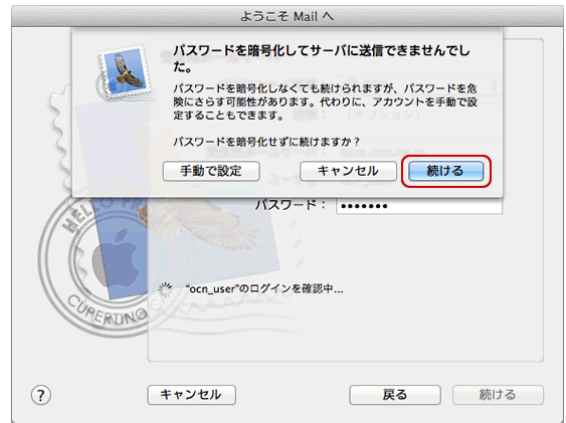 ようこそ Mail へ
パスワードを暗号化してサーバに送信できませんでし
た。
パスワードを暗号化しなくても続けられますが、パスワードを危
険にさらす可能性があります。代わりに、アカウントを手動で設
定することもできます。
パスワードを暗号化せずに続けますか？
手動で設定 キャンセル 続ける
パスワード： •••••••
HELLO FR
CUPERTINO
"ocn_user"のログインを確認中...
? キャンセル 戻る 続ける